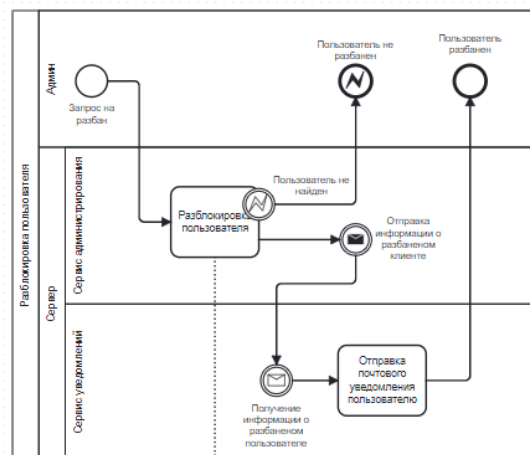 Разблокировка пользователя
Админ
Запрос на
разбан
Пользователь не
разбанен
Пользователь
разбанен
Сервер
Сервис администрирования
Разблокировка
пользователя
Пользователь не
найден
Отправка
информации о
разбаненом
клиенте
Сервис уведомлений
Получение
информации о
разбаненом
пользователе
Отправка
почтового
уведомления
пользователю